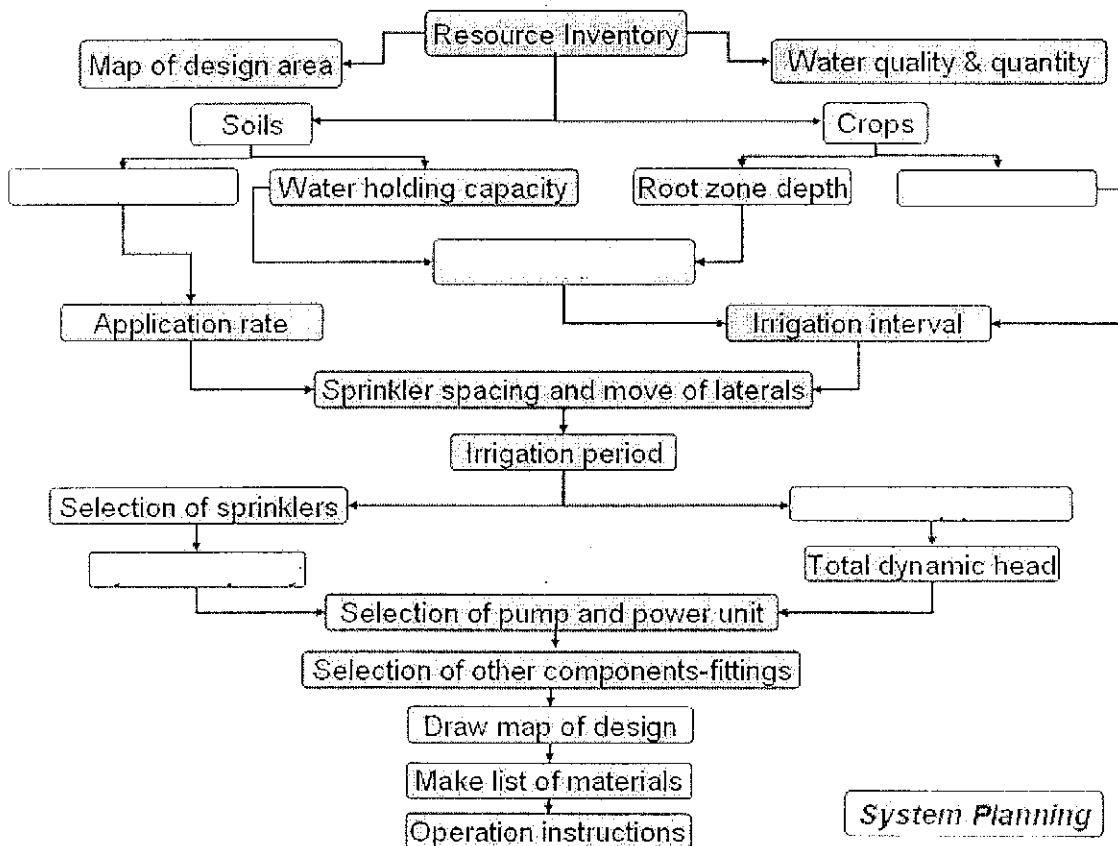 Resource Inventory
Map of design area
Water quality & quantity
Soils
Crops
Water holding capacity
Root zone depth
Application rate
Irrigation interval
Sprinkler spacing and move of laterals
Irrigation period
Selection of sprinklers
Total dynamic head
Selection of pump and power unit
Selection of other components-fittings
Draw map of design
Make list of materials
Operation instructions
System Planning